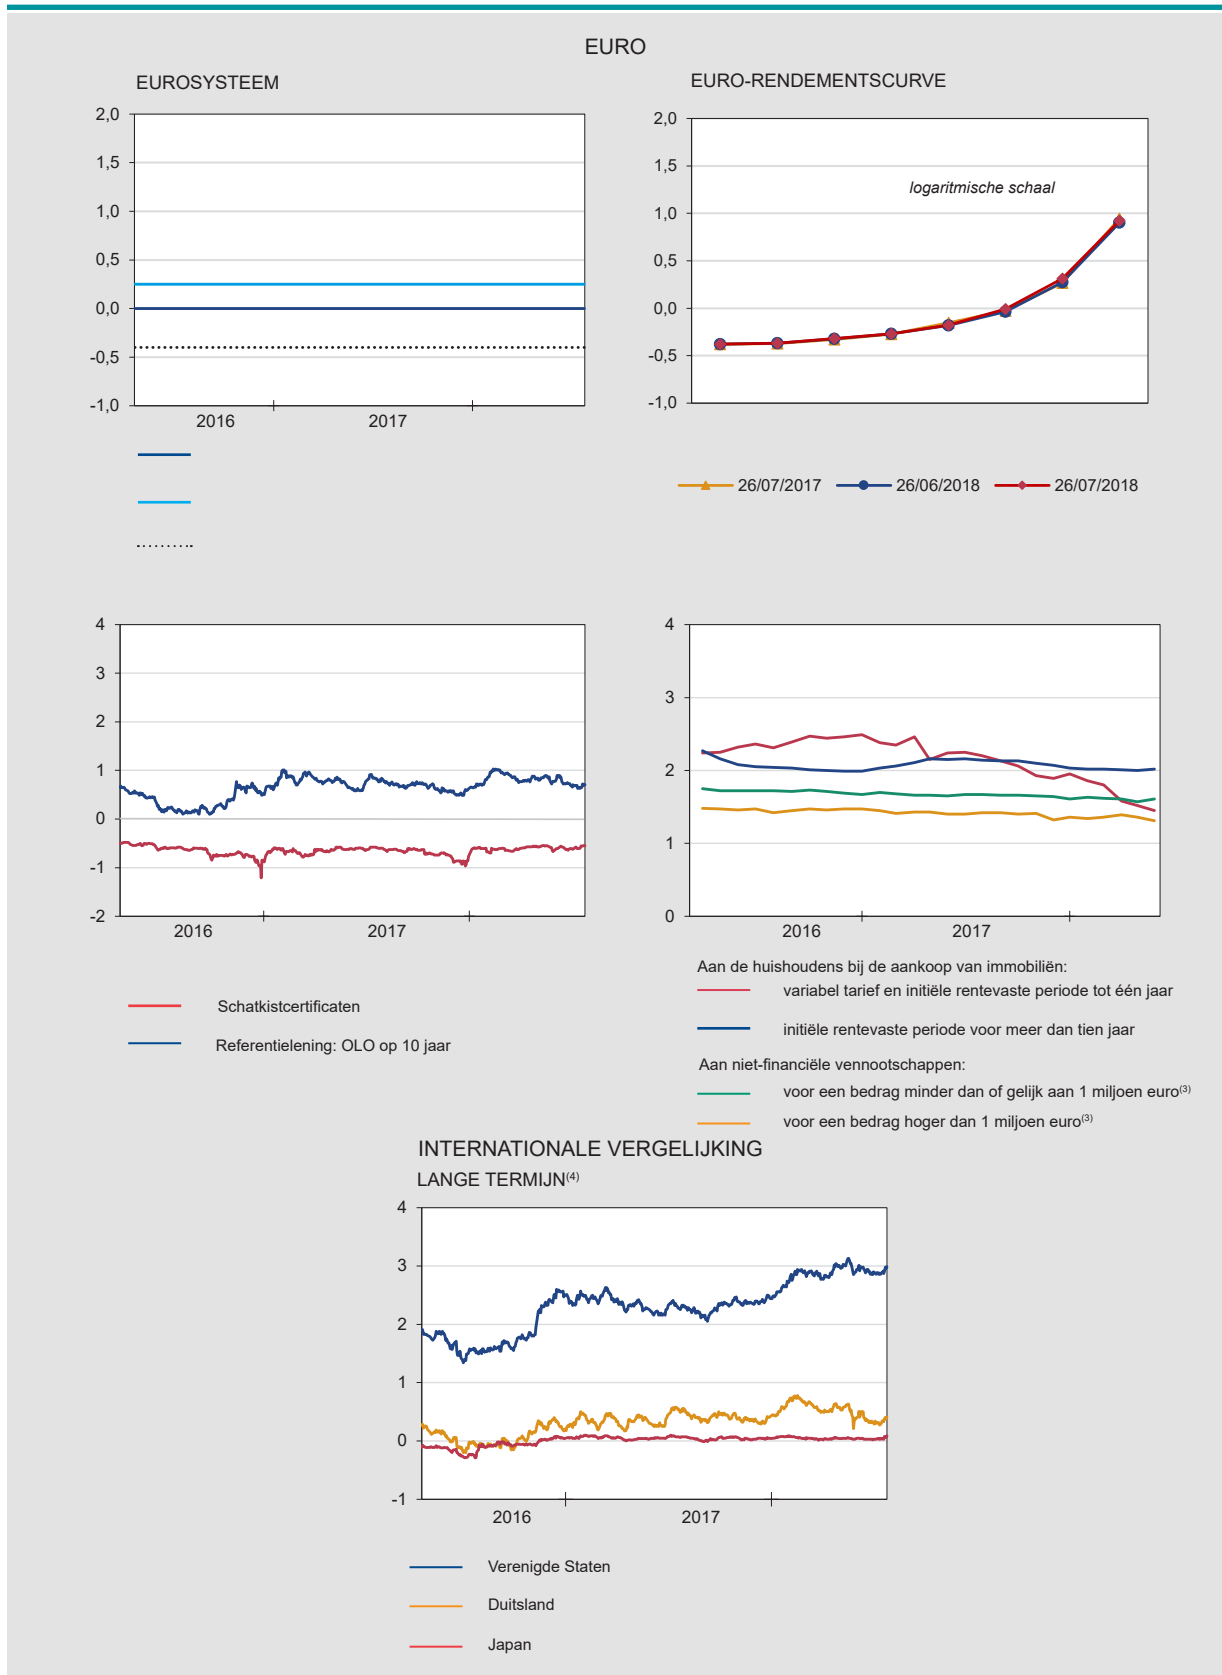 EURO
EUROSYSTEEM
2,0
1,5
1,0
0,5
0,0
-0,5
-1,0
2016 2017
EURO-RENDEMENTSCURVE
2,0
1,5
1,0
0,5
0,0
-0,5
-1,0
logaritmische schaal
26/07/2017 26/06/2018 26/07/2018
4
3
2
1
0
-1
-2
2016 2017
Schatkistcertificaten
Referentielening: OLO op 10 jaar
4
3
2
1
0
2016 2017
Aan de huishoudens bij de aankoop van immobiliën:
variabel tarief en initiële rentevaste periode tot één jaar
initiële rentevaste periode voor meer dan tien jaar
Aan niet-financiële vennootschappen:
voor een bedrag minder dan of gelijk aan 1 miljoen euro(3)
voor een bedrag hoger dan 1 miljoen euro(3)
INTERNATIONALE VERGELIJKING
LANGE TERMIJN(4)
4
3
2
1
0
-1
2016 2017
Verenigde Staten
Duitsland
Japan